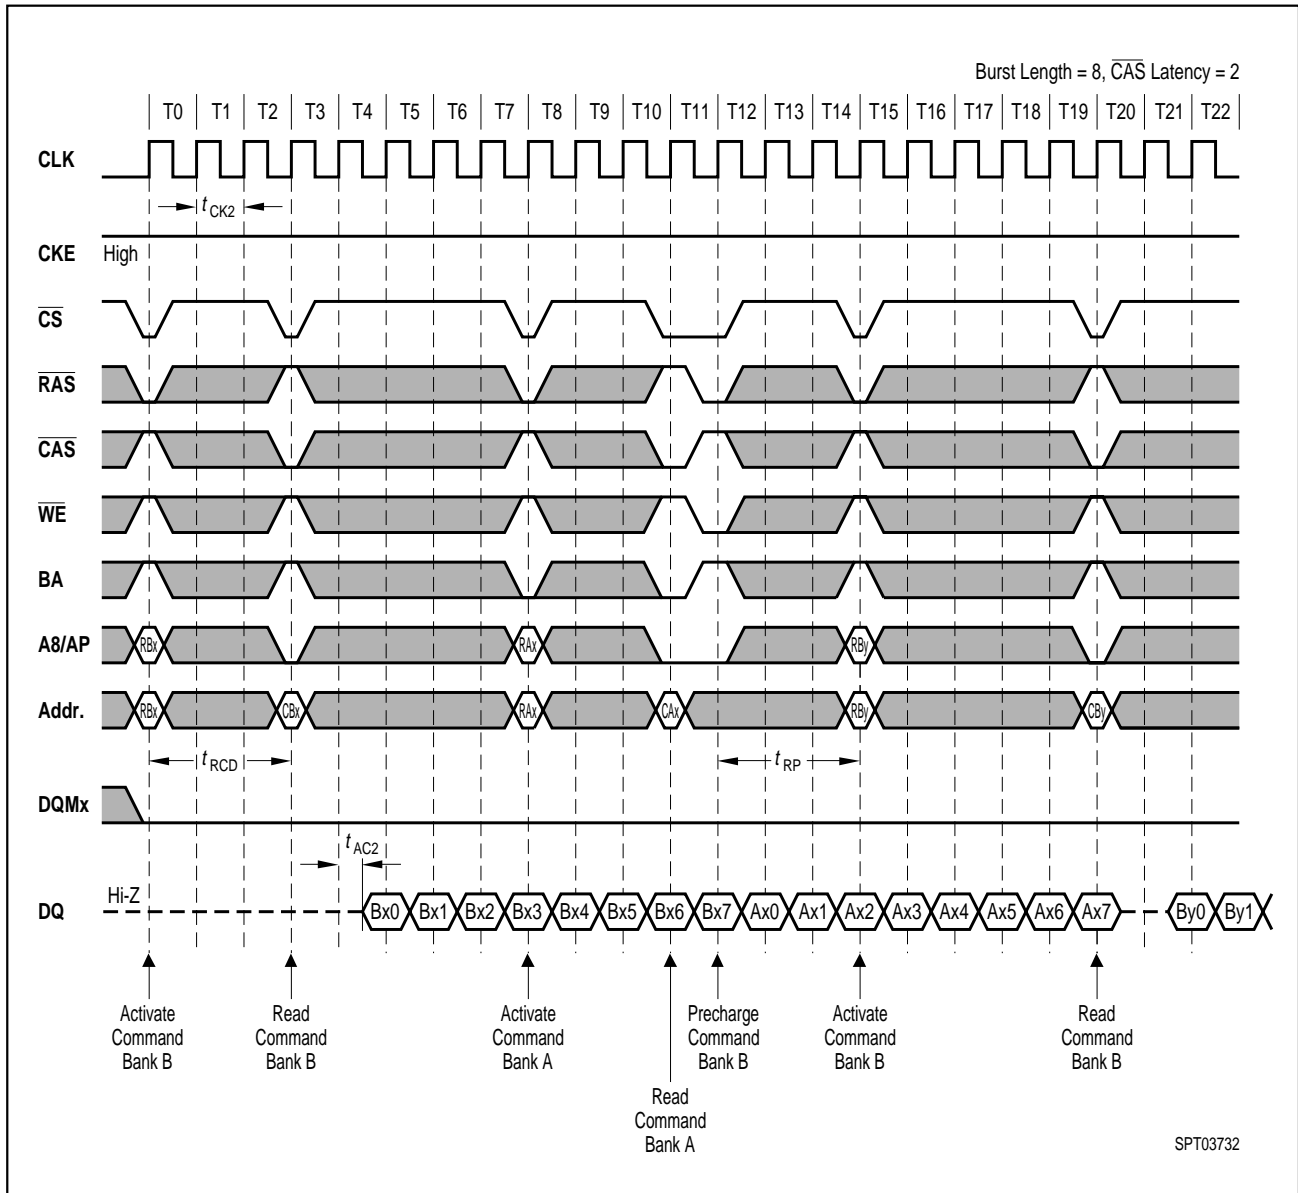 Burst Length = 8, CAS Latency = 2
T0 T1 T2 T3 T4 T5 T6 T7 T8 T9 T10 T11 T12 T13 T14 T15 T16 T17 T18 T19 T20 T21 T22
CLK
t CK2
CKE High
CS
RAS
CAS
WE
BA
A8/AP RBx RAx RBy
Addr. RBx CBx RAx CAx RBy CBy
t RCD t RP
DQMx
t AC2
DQ Hi-Z Bx0 Bx1 Bx2 Bx3 Bx4 Bx5 Bx6 Bx7 Ax0 Ax1 Ax2 Ax3 Ax4 Ax5 Ax6 Ax7 By0 By1
Activate
Command
Bank B
Read
Command
Bank B
Activate
Command
Bank A
Read
Command
Bank A
Precharge
Command
Bank B
Activate
Command
Bank B
Read
Command
Bank B
SPT03732